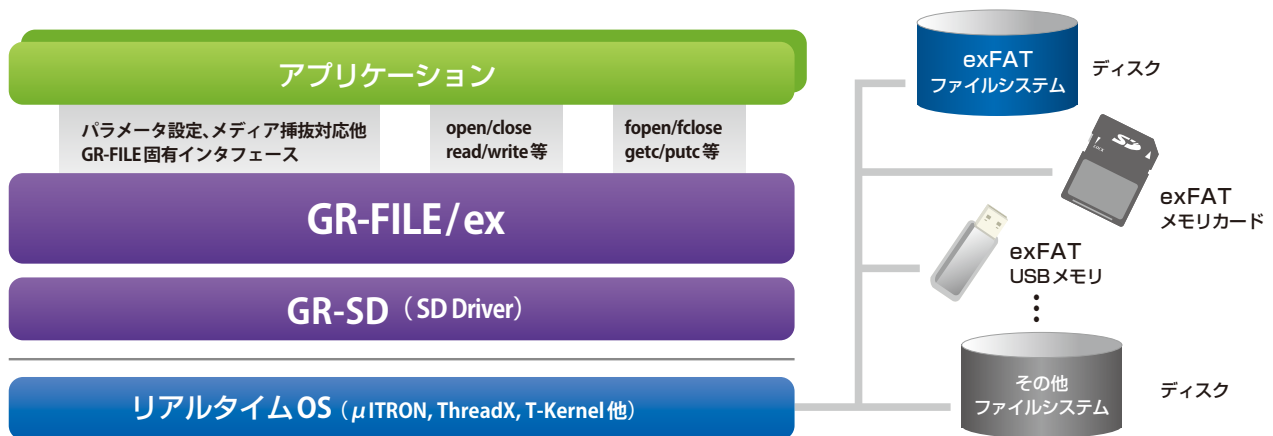 アプリケーション
パラメータ設定、メディア挿抜対応他
GR-FILE固有インタフェース
open/close
read/write等
fopen/fclose
getc/putc等
GR-FILE/ex
GR-SD（SD Driver）
リアルタイムOS（μITRON, ThreadX, T-Kernel他）
exFAT
ファイルシステム
ディスク
SD
LOCK
exFAT
メモリカード
exFAT
USBメモリ
その他
ファイルシステム
ディスク